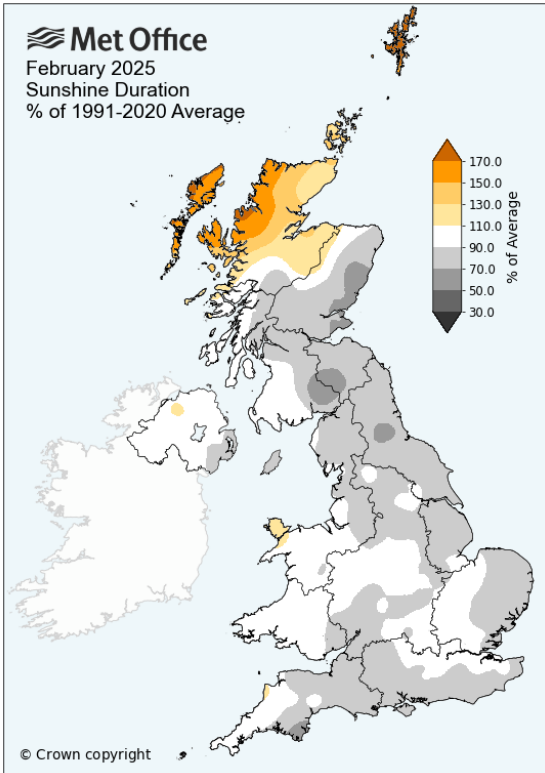 Met Office
February 2025
Sunshine Duration
% of 1991-2020 Average
170.0
150.0
130.0
110.0
90.0
70.0
50.0
30.0
% of Average
© Crown copyright